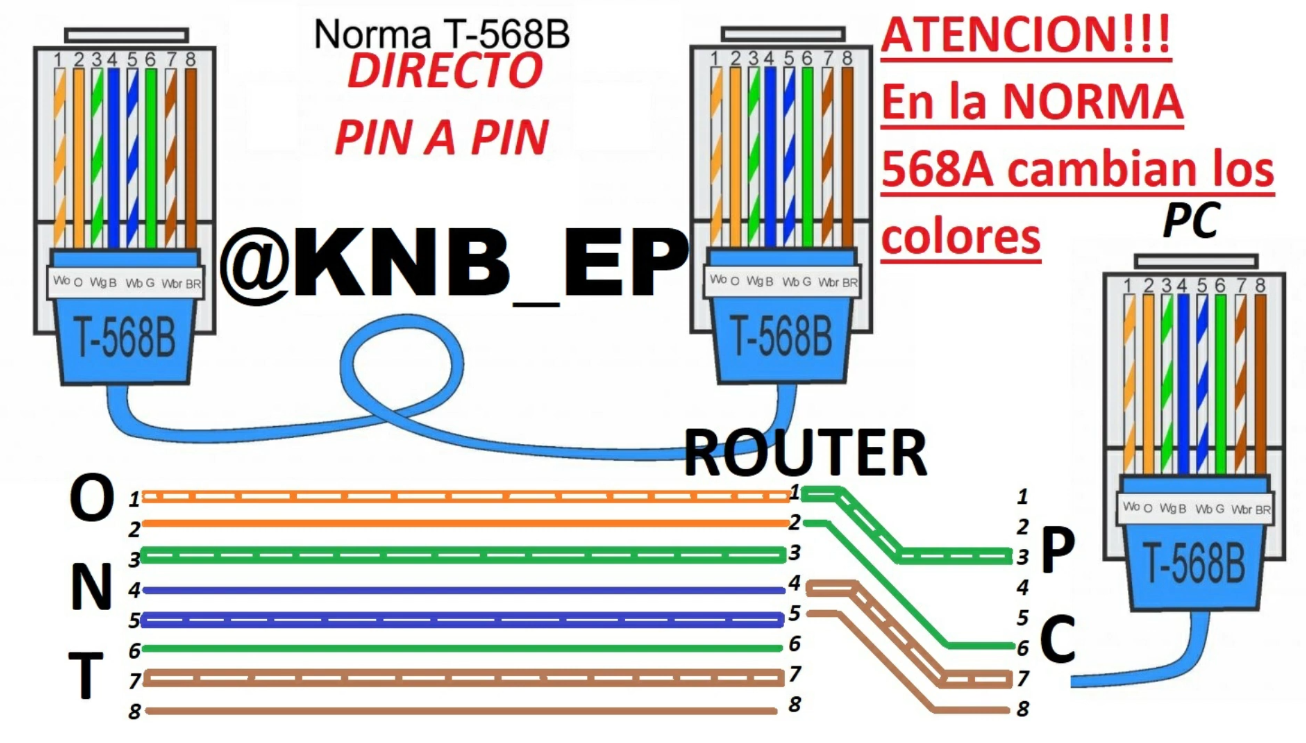 Norma T-568B
DIRECTO
PIN A PIN
ATENCION!!!
En la NORMA
568A cambian los
colores
PC
1 2 3 4 5 6 7 8
1 2 3 4 5 6 7 8
1 2 3 4 5 6 7 8
@KNB_EP
Wo O Wg B Wb G Wbr BR
T-568B
Wo O Wg B Wb G Wbr BR
T-568B
Wo O Wg B Wb G Wbr BR
T-568B
ROUTER
O
N
T
1
2
3
4
5
6
7
8
1
2
3
4
5
6
7
8
1
2
3
4
5
6
7
8
P
C